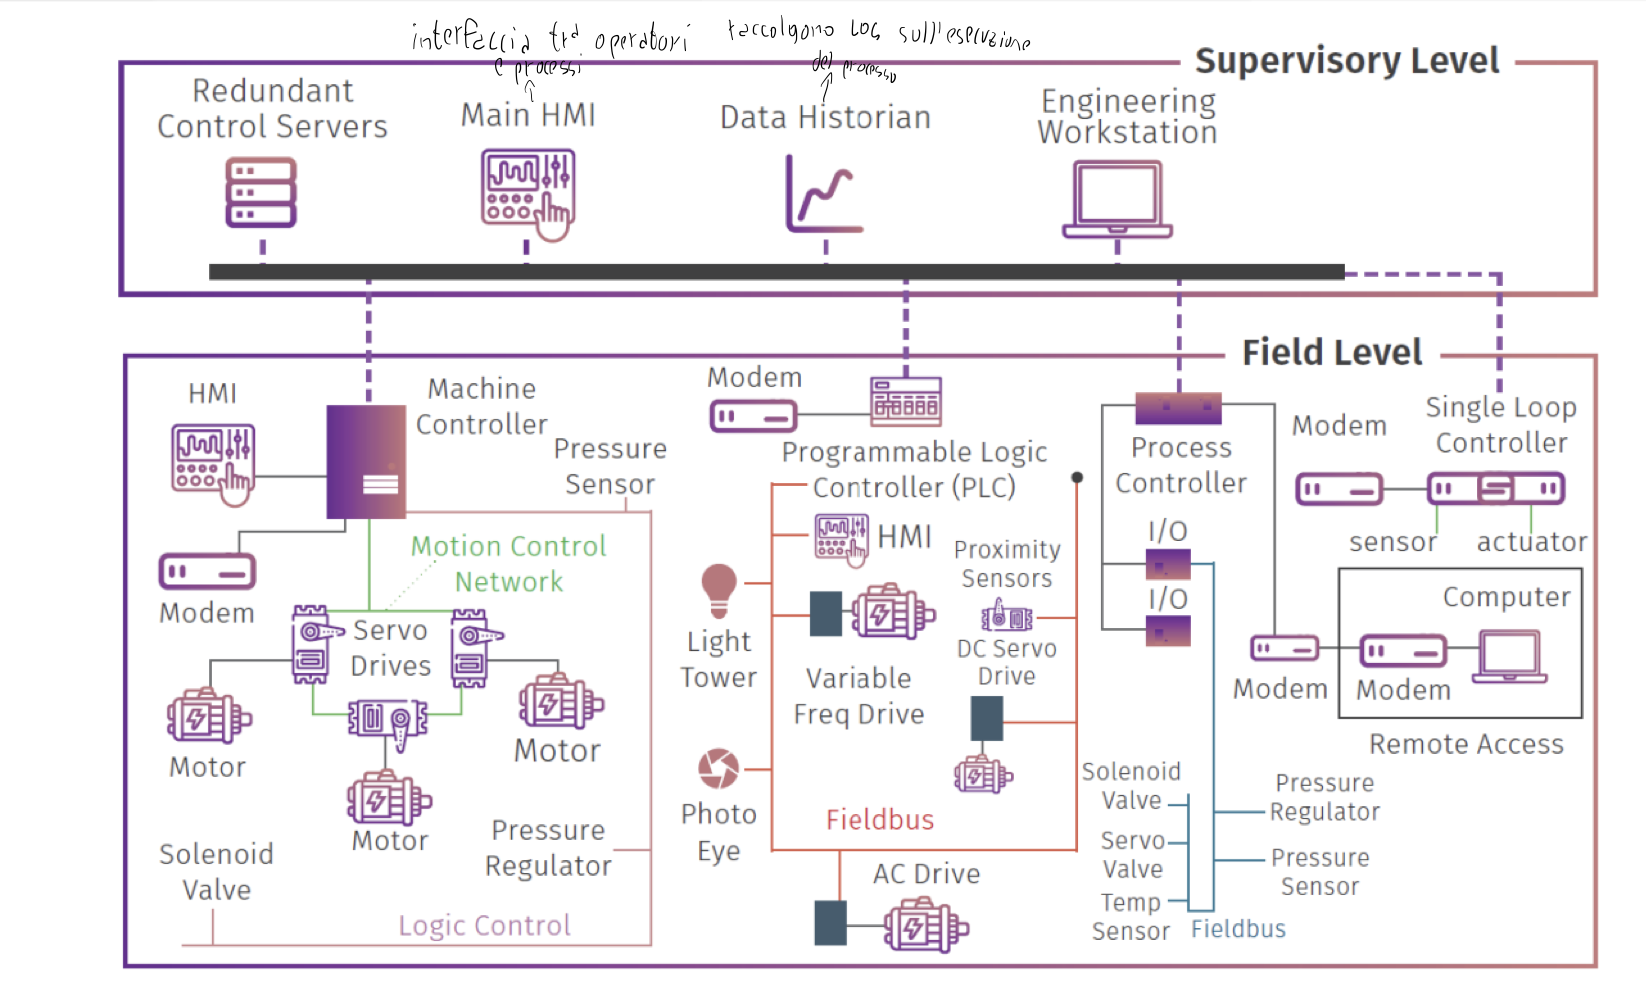 interfaccia tra operatori
e processi
raccolgono LOG sull'esecuzione
del processo
Supervisory Level
Redundant
Control Servers
Main HMI
Data Historian
Engineering
Workstation
Field Level
HMI
Machine
Controller
Pressure
Sensor
Motion Control
Network
Modem
Servo
Drives
Motor
Motor
Motor
Solenoid
Valve
Pressure
Regulator
Logic Control
Modem
Programmable Logic
Controller (PLC)
HMI
Proximity
Sensors
Light
Tower
Variable
Freq Drive
DC Servo
Drive
Photo
Eye
Fieldbus
AC Drive
Process
Controller
I/O
I/O
Modem
Single Loop
Controller
sensor
actuator
Computer
Modem
Modem
Remote Access
Solenoid
Valve
Servo
Valve
Temp
Sensor
Pressure
Regulator
Pressure
Sensor
Fieldbus